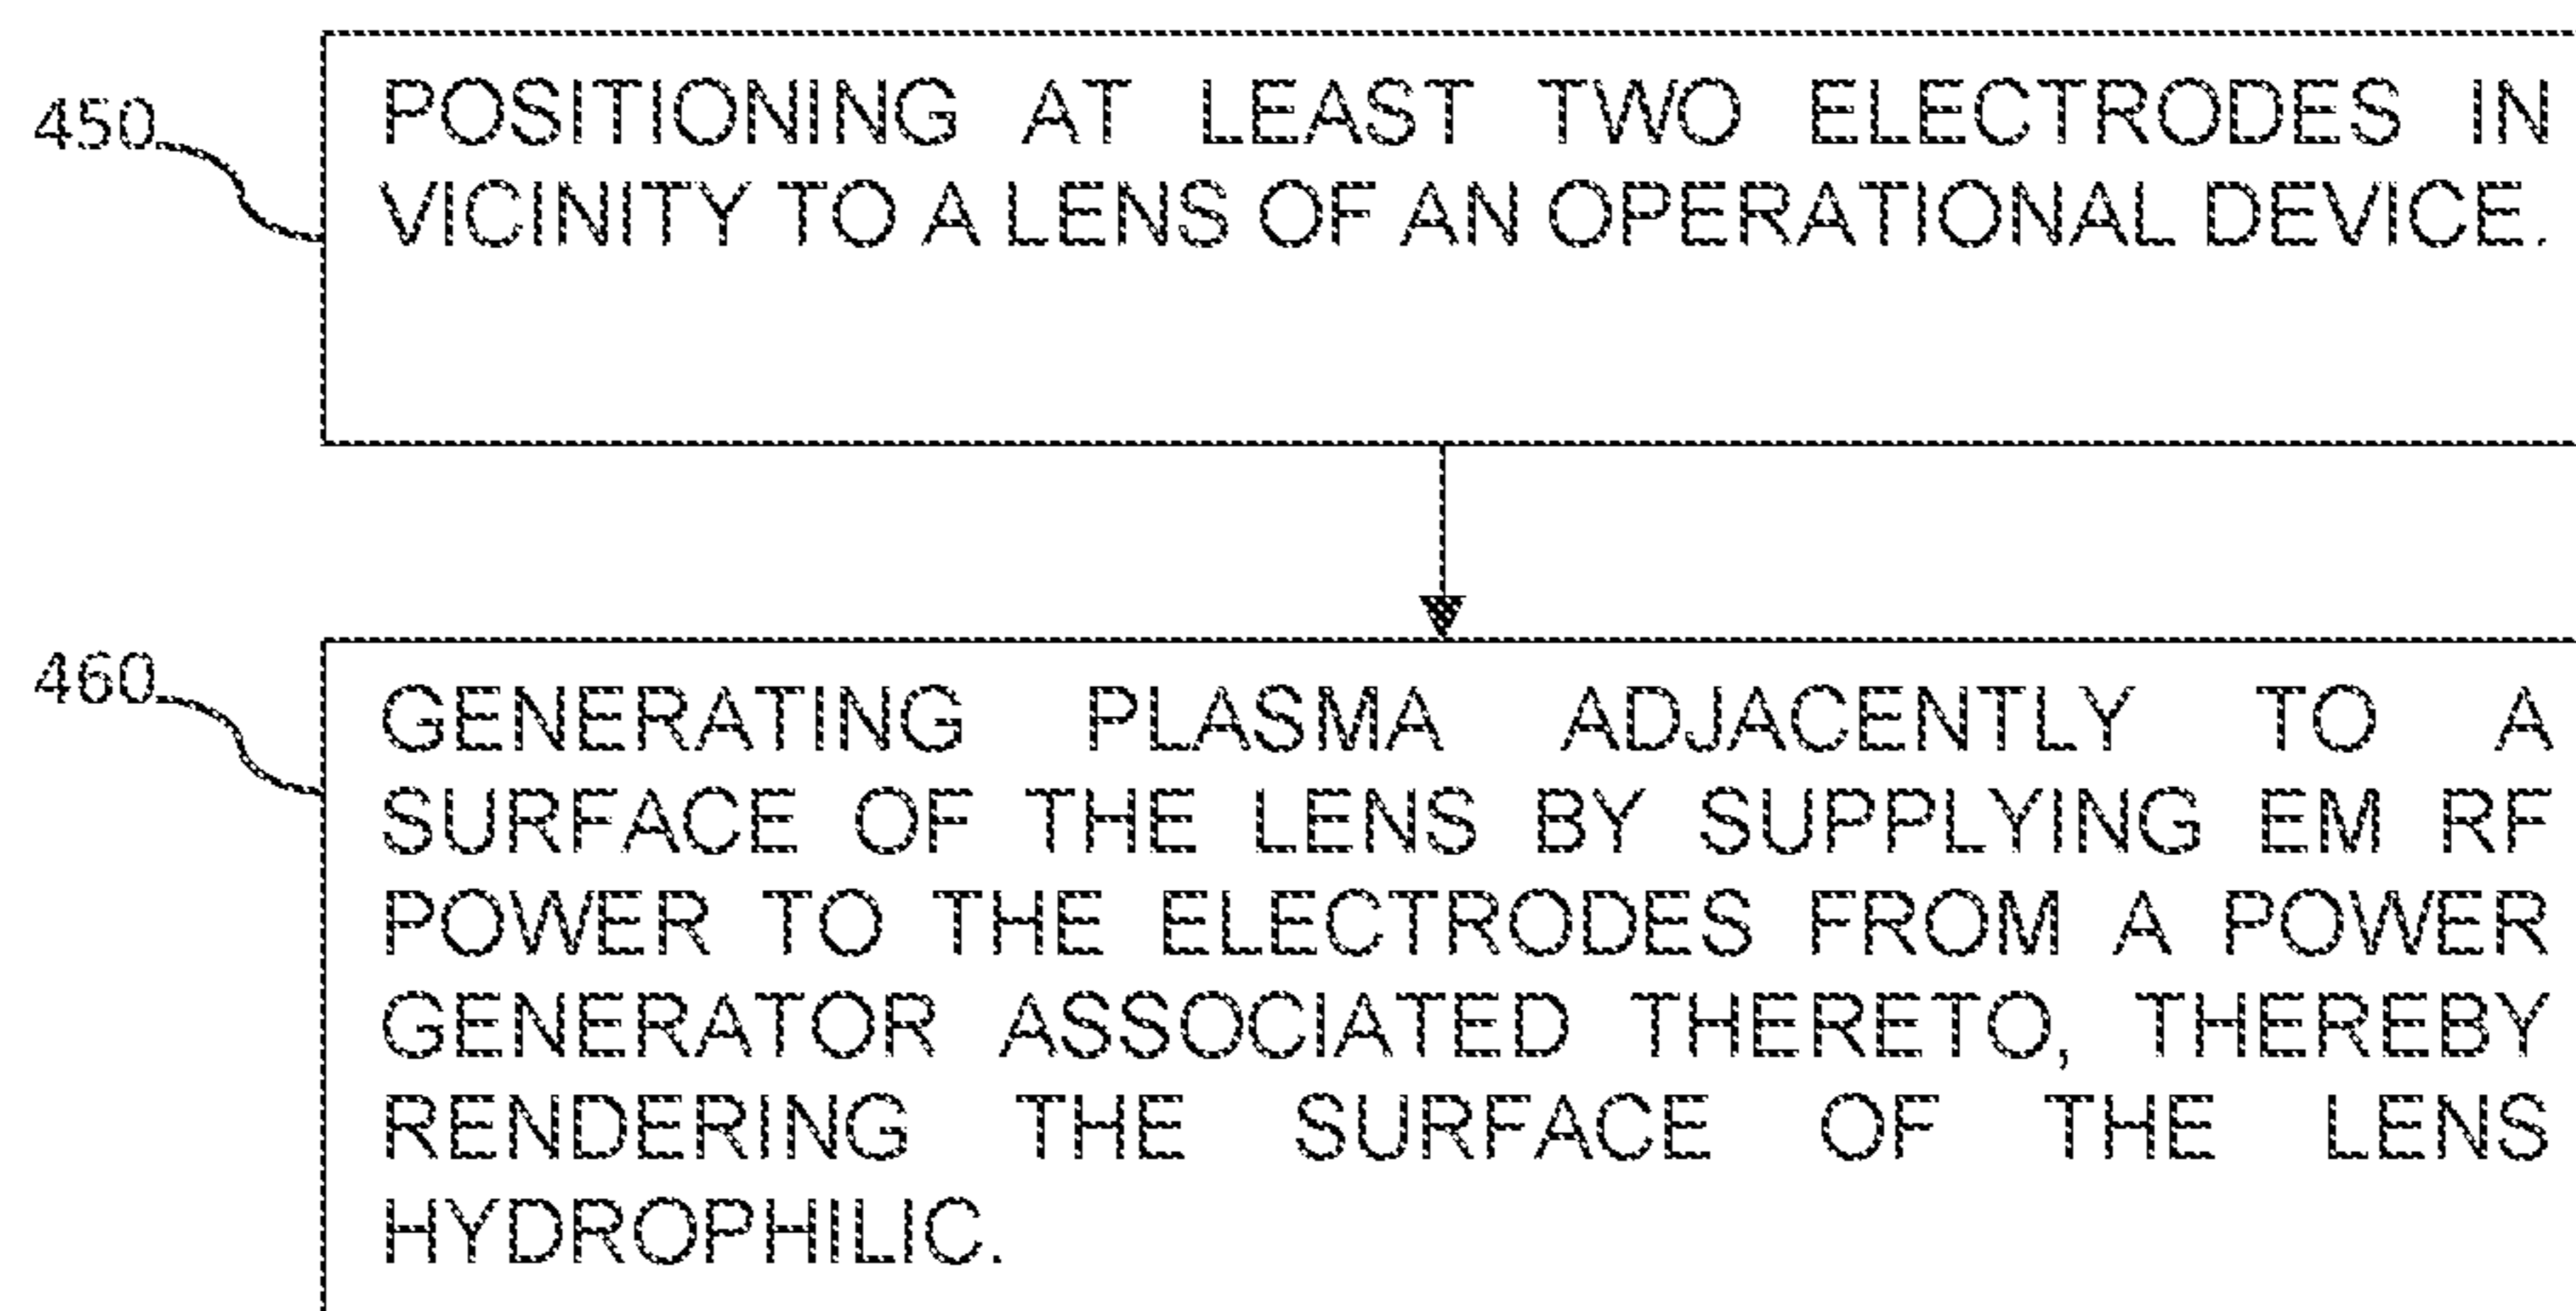 450
POSITIONING AT LEAST TWO ELECTRODES IN
VICINITY TO A LENS OF AN OPERATIONAL DEVICE.
460
GENERATING PLASMA ADJACENTLY TO A
SURFACE OF THE LENS BY SUPPLYING EM RF
POWER TO THE ELECTRODES FROM A POWER
GENERATOR ASSOCIATED THERETO, THEREBY
RENDERING THE SURFACE OF THE LENS
HYDROPHILIC.